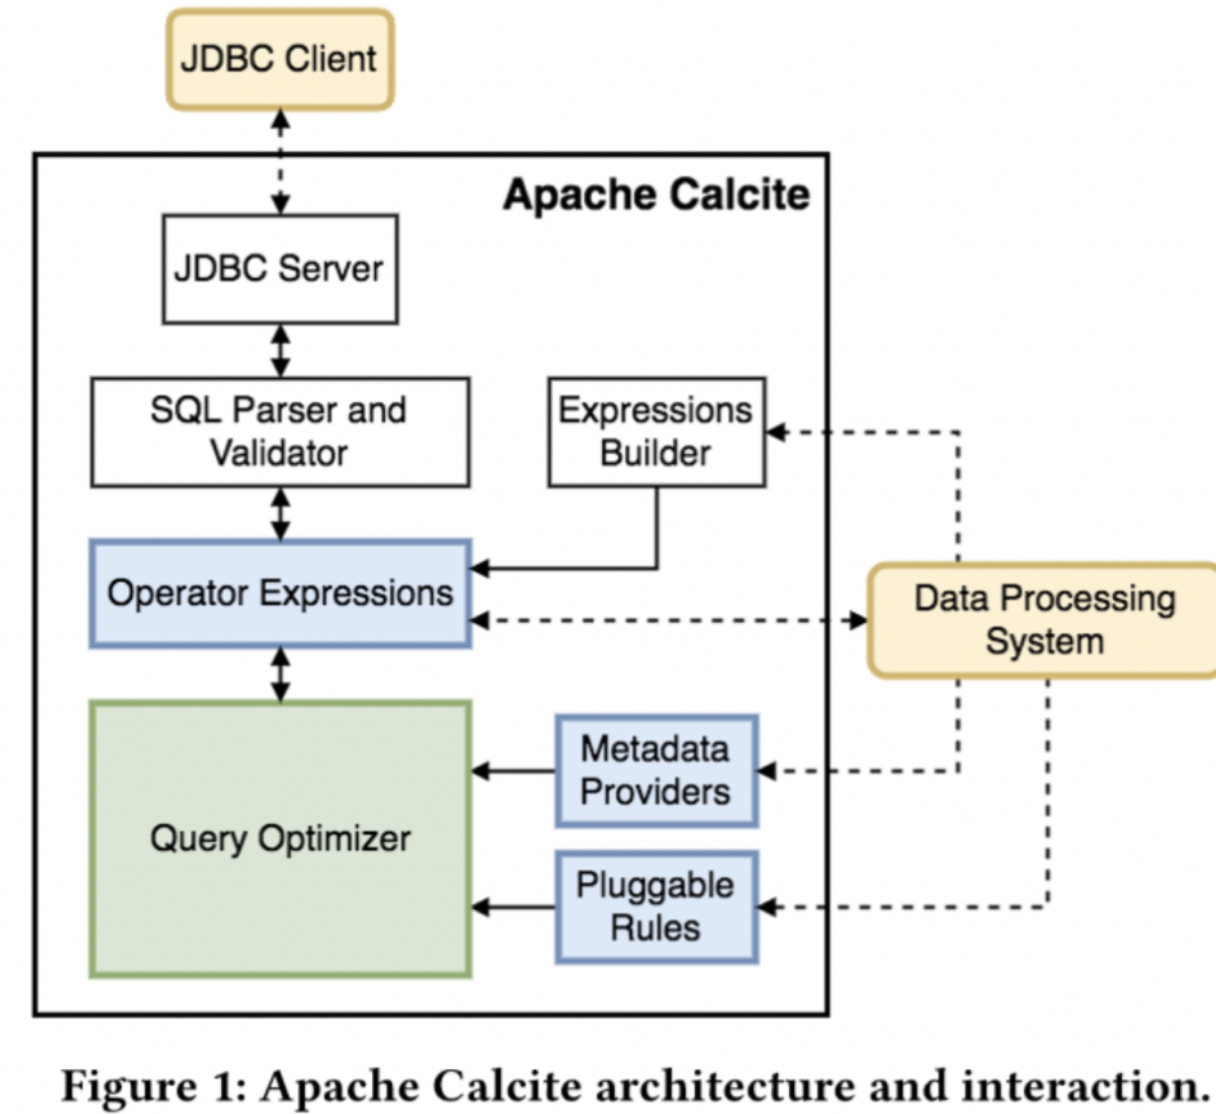 JDBC Client
Apache Calcite
JDBC Server
SQL Parser and
Validator
Expressions
Builder
Operator Expressions
Data Processing
System
Metadata
Providers
Query Optimizer
Pluggable
Rules
Figure 1: Apache Calcite architecture and interaction.